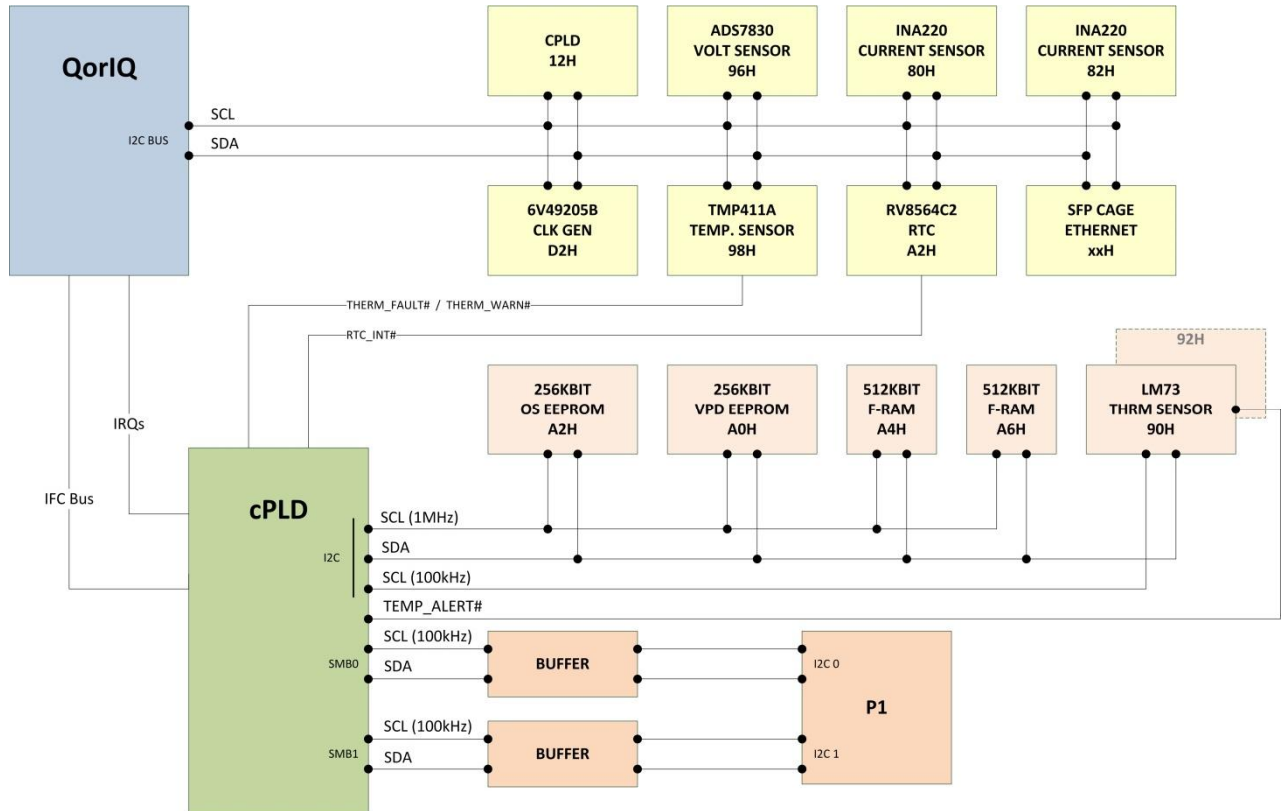 QorIQ
I2C BUS
SCL
SDA
CPLD
12H
ADS7830
VOLT SENSOR
96H
INA220
CURRENT SENSOR
80H
INA220
CURRENT SENSOR
82H
6V49205B
CLK GEN
D2H
TMP411A
TEMP. SENSOR
98H
RV8564C2
RTC
A2H
SFP CAGE
ETHERNET
xxH
THERM_FAULT# / THERM_WARN#
RTC_INT#
IRQs
IFC Bus
256KBIT
OS EEPROM
A2H
256KBIT
VPD EEPROM
A0H
512KBIT
F-RAM
A4H
512KBIT
F-RAM
A6H
92H
LM73
THRM SENSOR
90H
cPLD
I2C
SCL (1MHz)
SDA
SCL (100kHz)
TEMP_ALERT#
SMB0
SCL (100kHz)
SDA
BUFFER
I2C 0
SMB1
SCL (100kHz)
SDA
BUFFER
I2C 1
P1